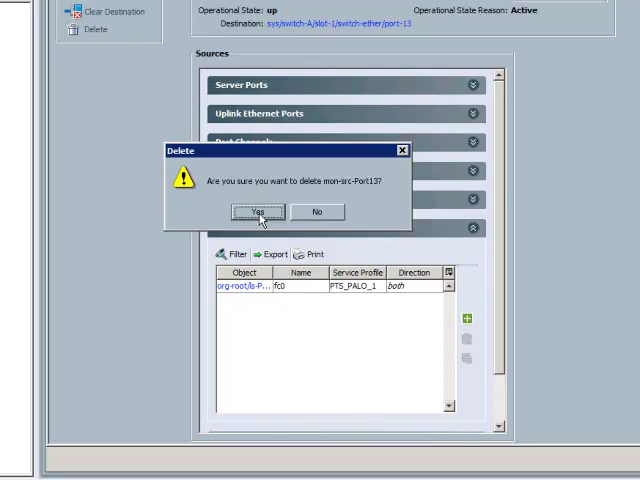 Clear Destination
Delete
Operational State: up
Operational State Reason: Active
Destination: sys/switch-A/slot-1/switch-ether/port-13
Sources
Server Ports
Uplink Ethernet Ports
Port Channels
Delete
Are you sure you want to delete mon-src-Port13?
Yes
No
Filter
Export
Print
Object
Name
Service Profile
Direction
org-root/ls-P...
fc0
PTS_PALO_1
both